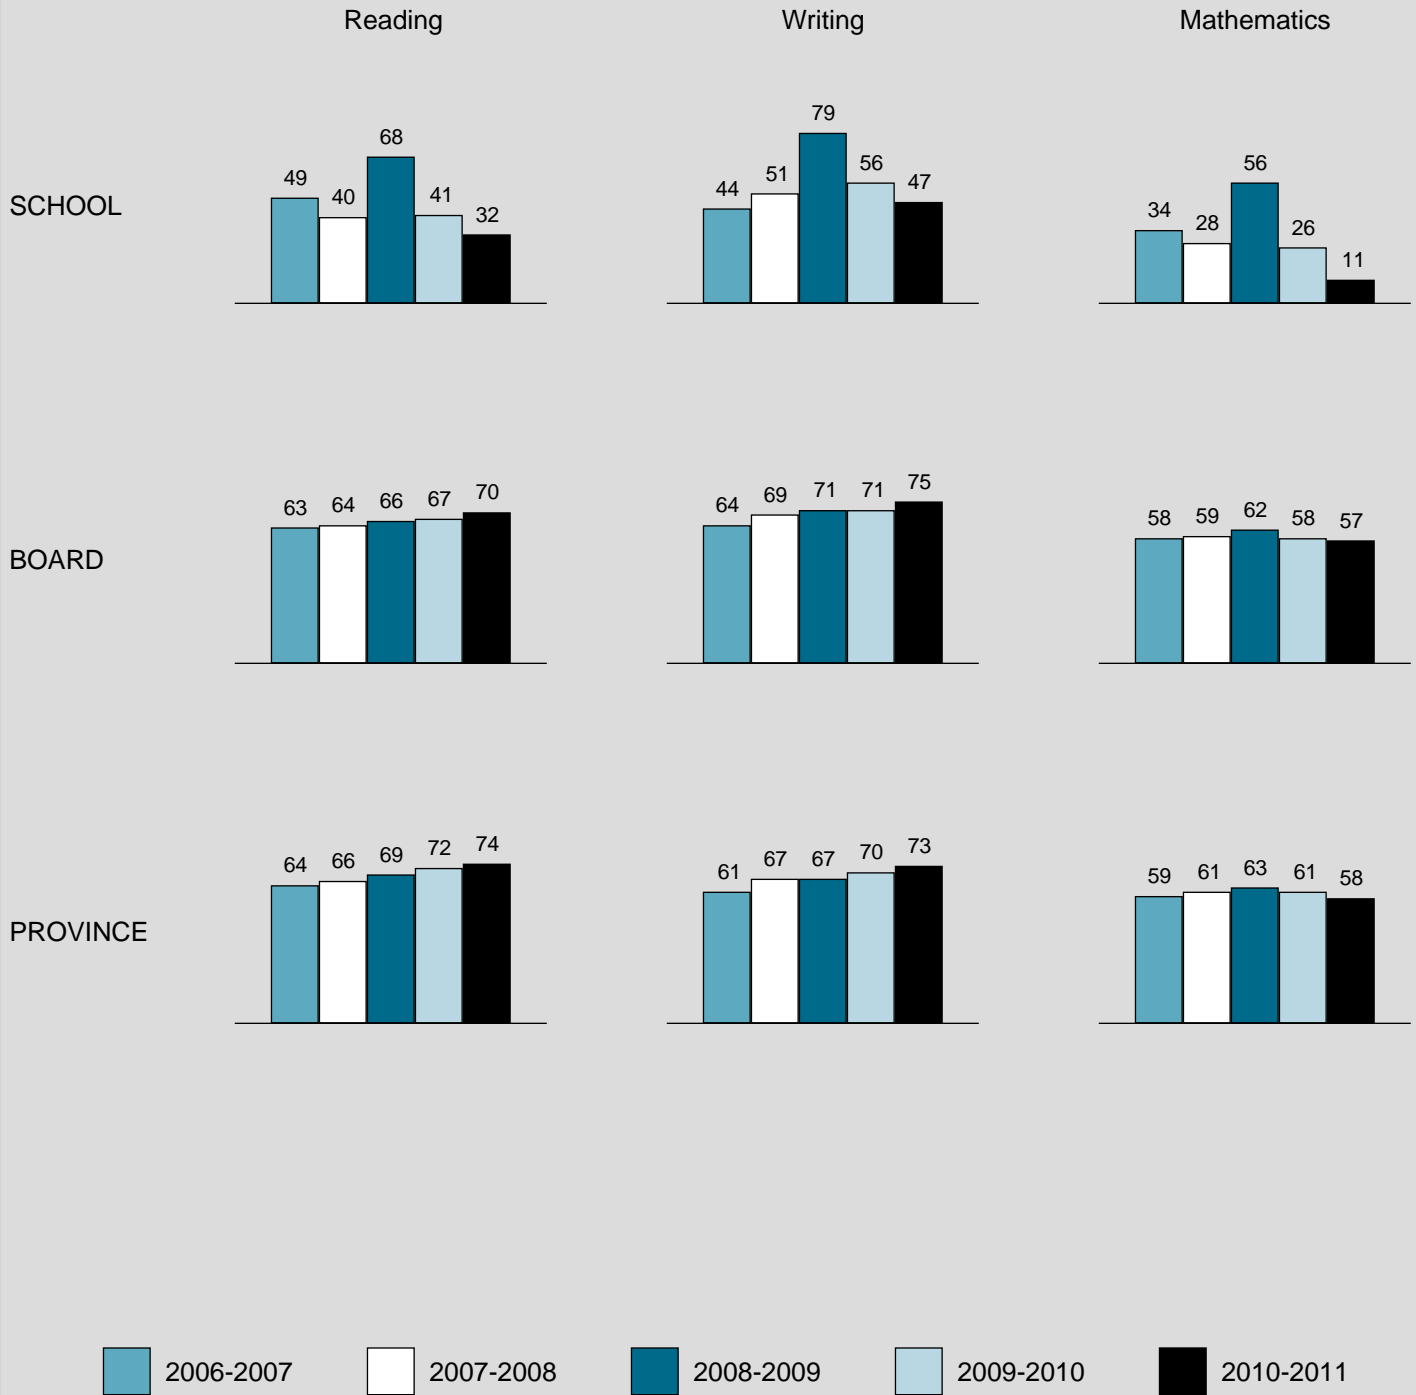 Reading Writing Mathematics
SCHOOL
49 40 68 41 32
44 51 79 56 47
34 28 56 26 11
BOARD
63 64 66 67 70
64 69 71 71 75
58 59 62 58 57
PROVINCE
64 66 69 72 74
61 67 67 70 73
59 61 63 61 58
2006-2007 2007-2008 2008-2009 2009-2010 2010-2011